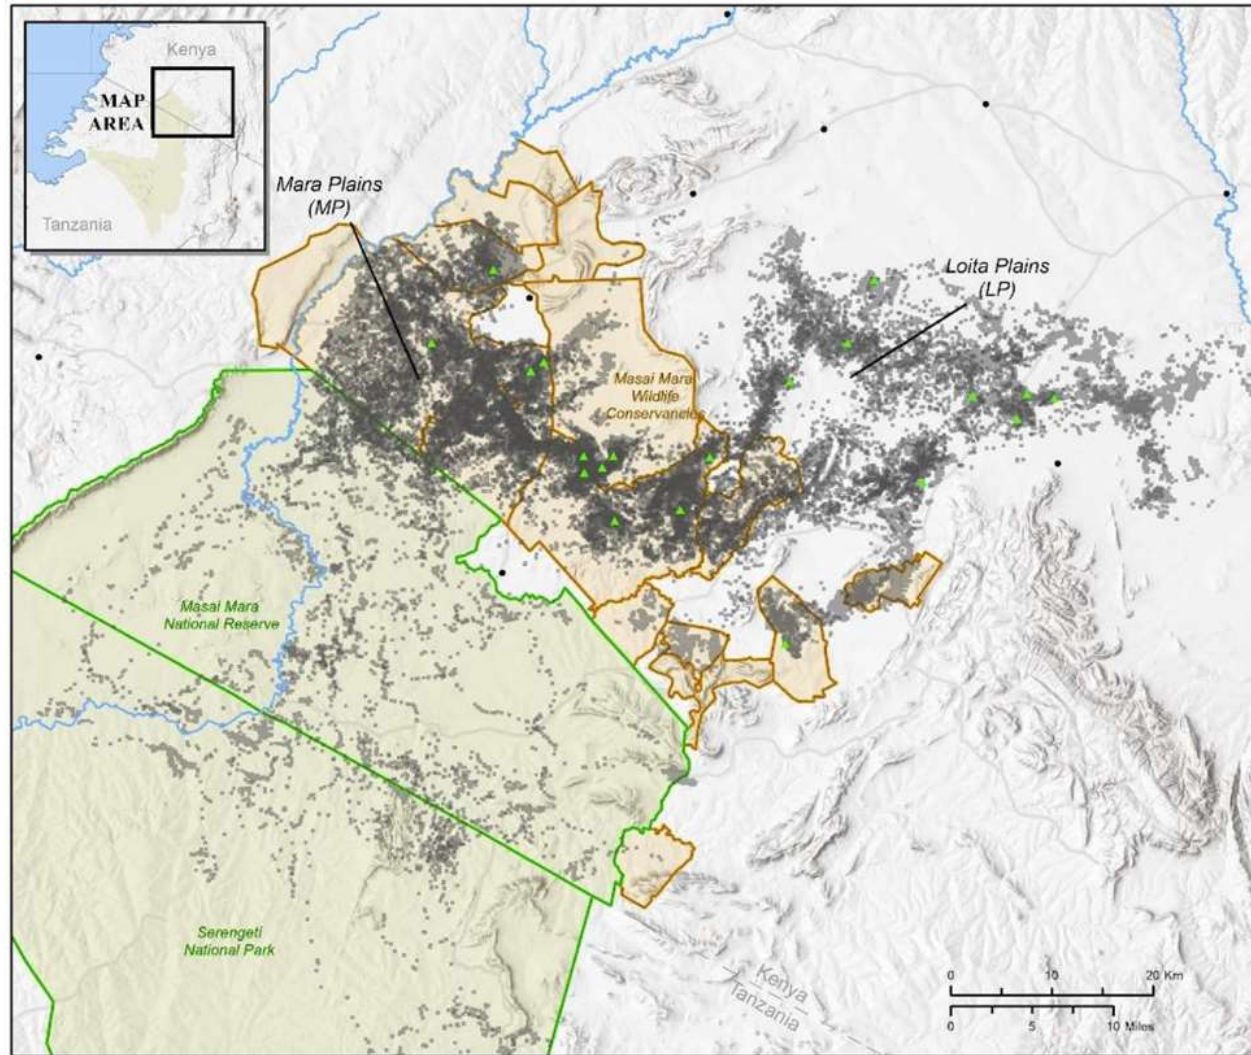 Kenya
MAP
AREA
Tanzania
Mara Plains
(MP)
Loita Plains
(LP)
Masai Mara
Wildlife
Conservancies
Masai Mara
National Reserve
Serengeti
National Park
Kenya
Tanzania
0 10 20 Km
0 5 10 Miles